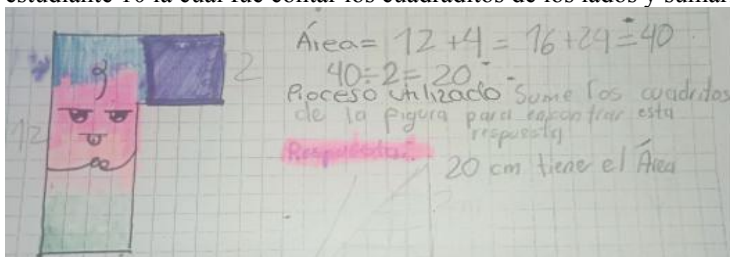 estudiante 10 la cual fue contar los cuadraditos de los lados y sumar
Área= 12 + 4 = 16 + 24 = 40
40÷2= 20
Proceso utilizado Sume los cuadritos
de la figura para encontrar esta
respuesta
Respuesta:
20 cm tiene el Área
2
12